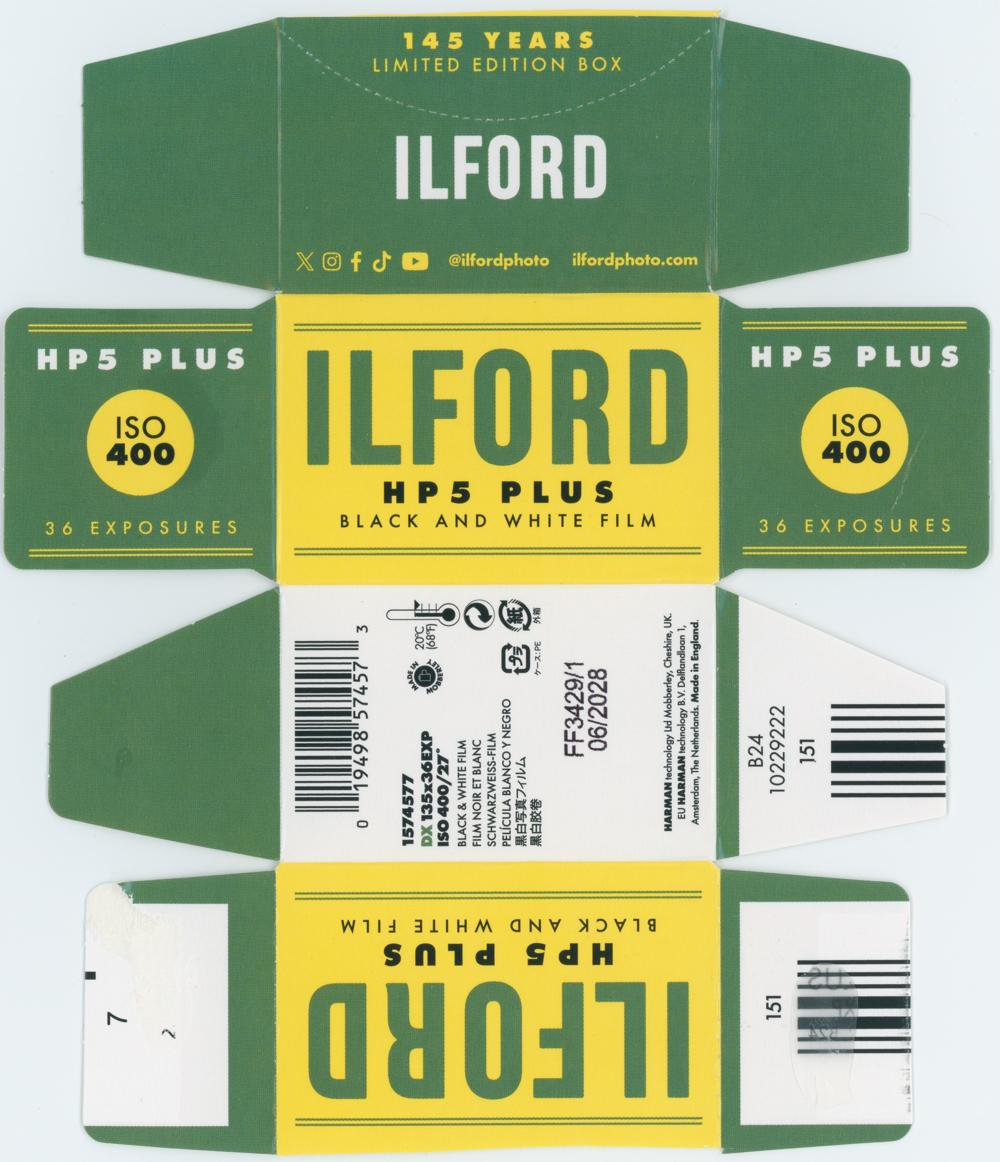 145 YEARS
LIMITED EDITION BOX
ILFORD
@ilfordphoto ilfordphoto.com
HP5 PLUS
ISO
400
36 EXPOSURES
ILFORD
HP5 PLUS
BLACK AND WHITE FILM
HP5 PLUS
ISO
400
36 EXPOSURES
0 19498 57457 3
1574577
DX 135x36EXP
ISO 400/27°
BLACK & WHITE FILM
FILM NOIR ET BLANC
SCHWARZWEISS-FILM
PELÍCULA BLANCO Y NEGRO
黒白写真フィルム
黑白胶卷
MADE IN
MOBBERLEY
20°C
(68°F)
紙
外箱
プラ
ケース:PE
FF3429/1
06/2028
HARMAN technology Ltd Mobberley, Cheshire, UK.
EU HARMAN technology B.V. Delflandlaan 1,
Amsterdam, The Netherlands. Made in England.
B24
10229222
151
BLACK AND WHITE FILM
HP5 PLUS
ILFORD
7
2
151